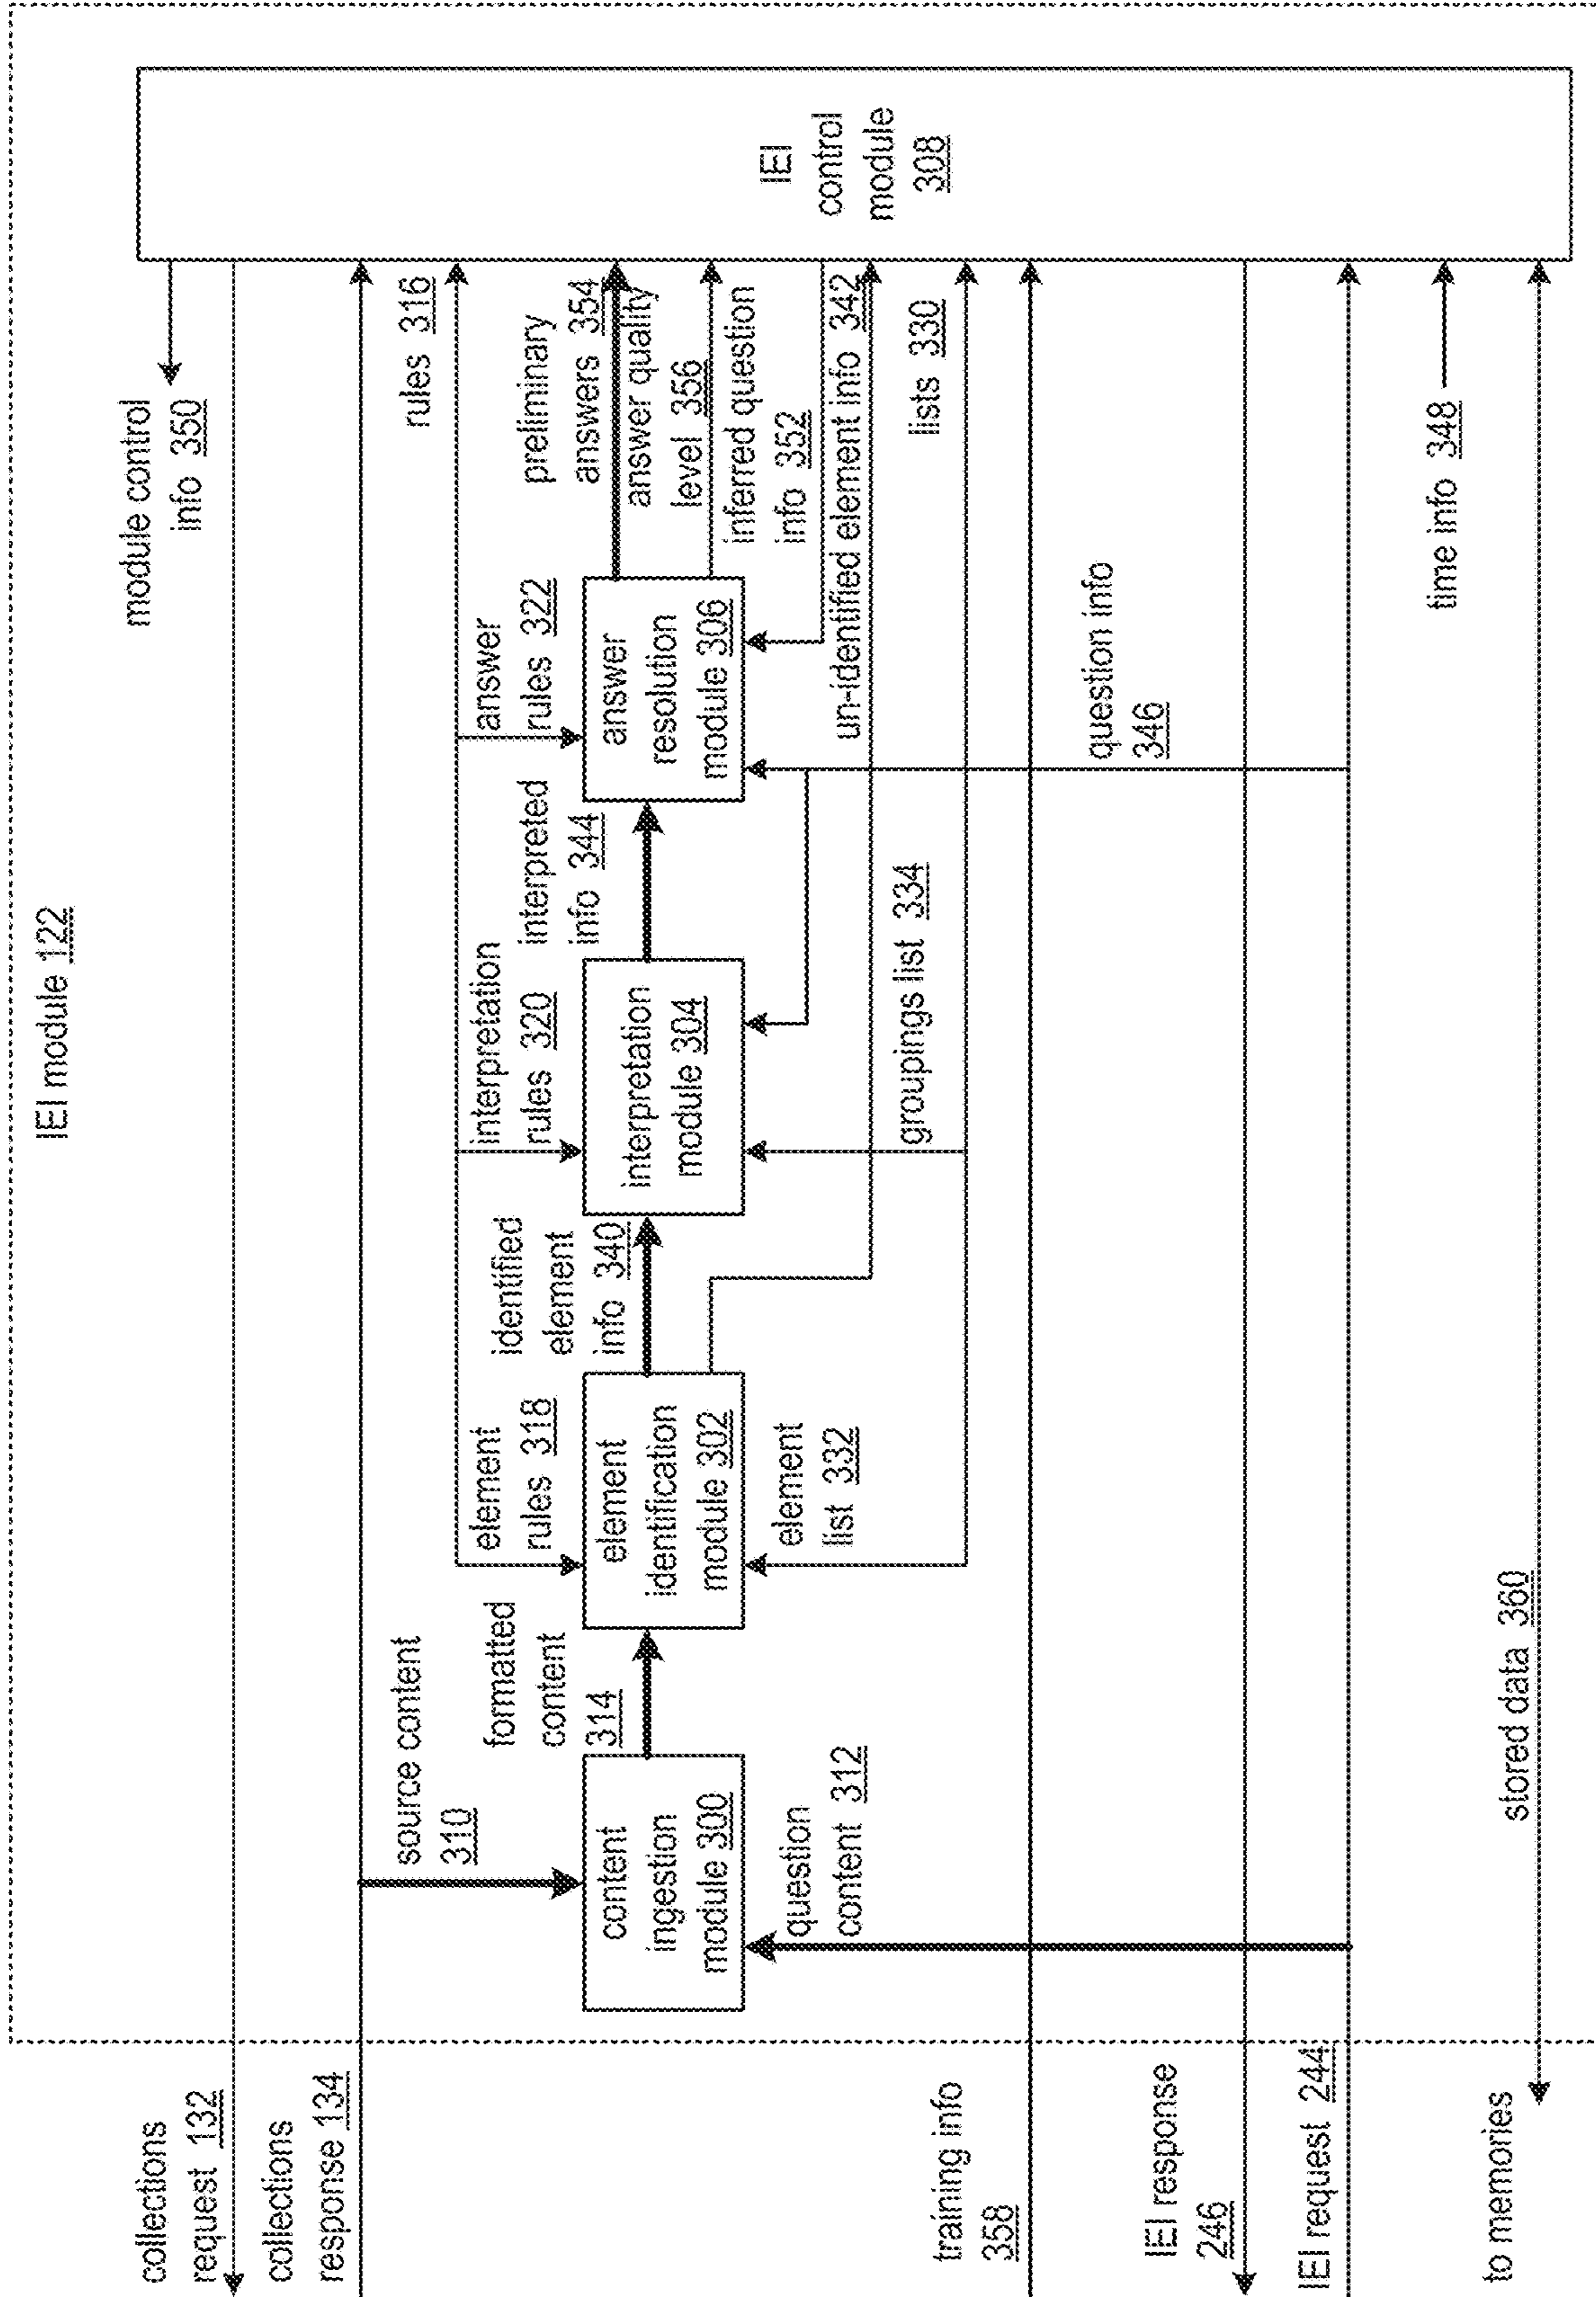 IEI module 122
collections
request 132
collections
response 134
module control
info 350
source content
310
rules 316
formatted
content
314
element
rules 318
identified
element
info 340
interpretation
rules 320
interpreted
info 344
answer
rules 322
preliminary
answers 354
answer quality
level 356
inferred question
info 352
un-identified element info 342
content
ingestion
module 300
element
identification
module 302
interpretation
module 304
answer
resolution
module 306
IEI
control
module
308
question
content 312
element
list 332
groupings list 334
lists 330
training info
358
question info
346
IEI response
246
IEI request 244
time info 348
to memories
stored data 360